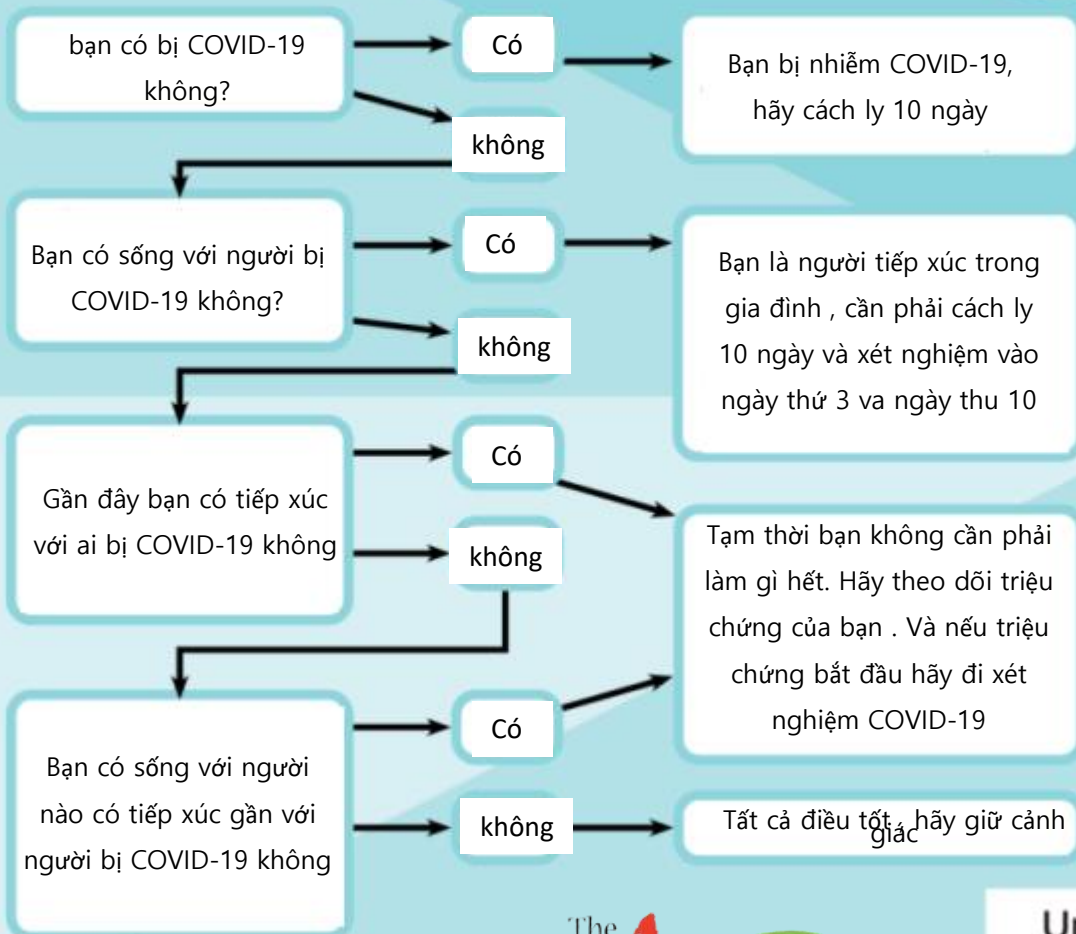 bạn có bị COVID-19
không?
Có
không
Bạn bị nhiễm COVID-19,
hãy cách ly 10 ngày
Bạn có sống với người bị
COVID-19 không?
Có
không
Bạn là người tiếp xúc trong
gia đình , cần phải cách ly
10 ngày và xét nghiệm vào
ngày thứ 3 va ngày thu 10
Gần đây bạn có tiếp xúc
với ai bị COVID-19 không
Có
không
Tạm thời bạn không cần phải
làm gì hết. Hãy theo dõi triệu
chứng của bạn . Và nếu triệu
chứng bắt đầu hãy đi xét
nghiệm COVID-19
Bạn có sống với người
nào có tiếp xúc gần với
người bị COVID-19 không
Có
không
Tất cả điều tốt , hãy giữ cảnh
giác
The